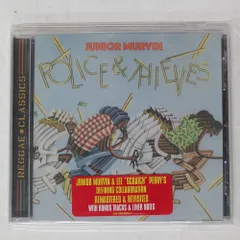 JUNIOR MURVIN
POLICE & THIEVES
REGGAE • CLASSICS
JUNIOR MURVIN & LEE "SCRATCH" PERRY'S
DEFINING COLLABORATION
REMASTERED & REVISITED
WITH BONUS TRACKS & LINER NOTES